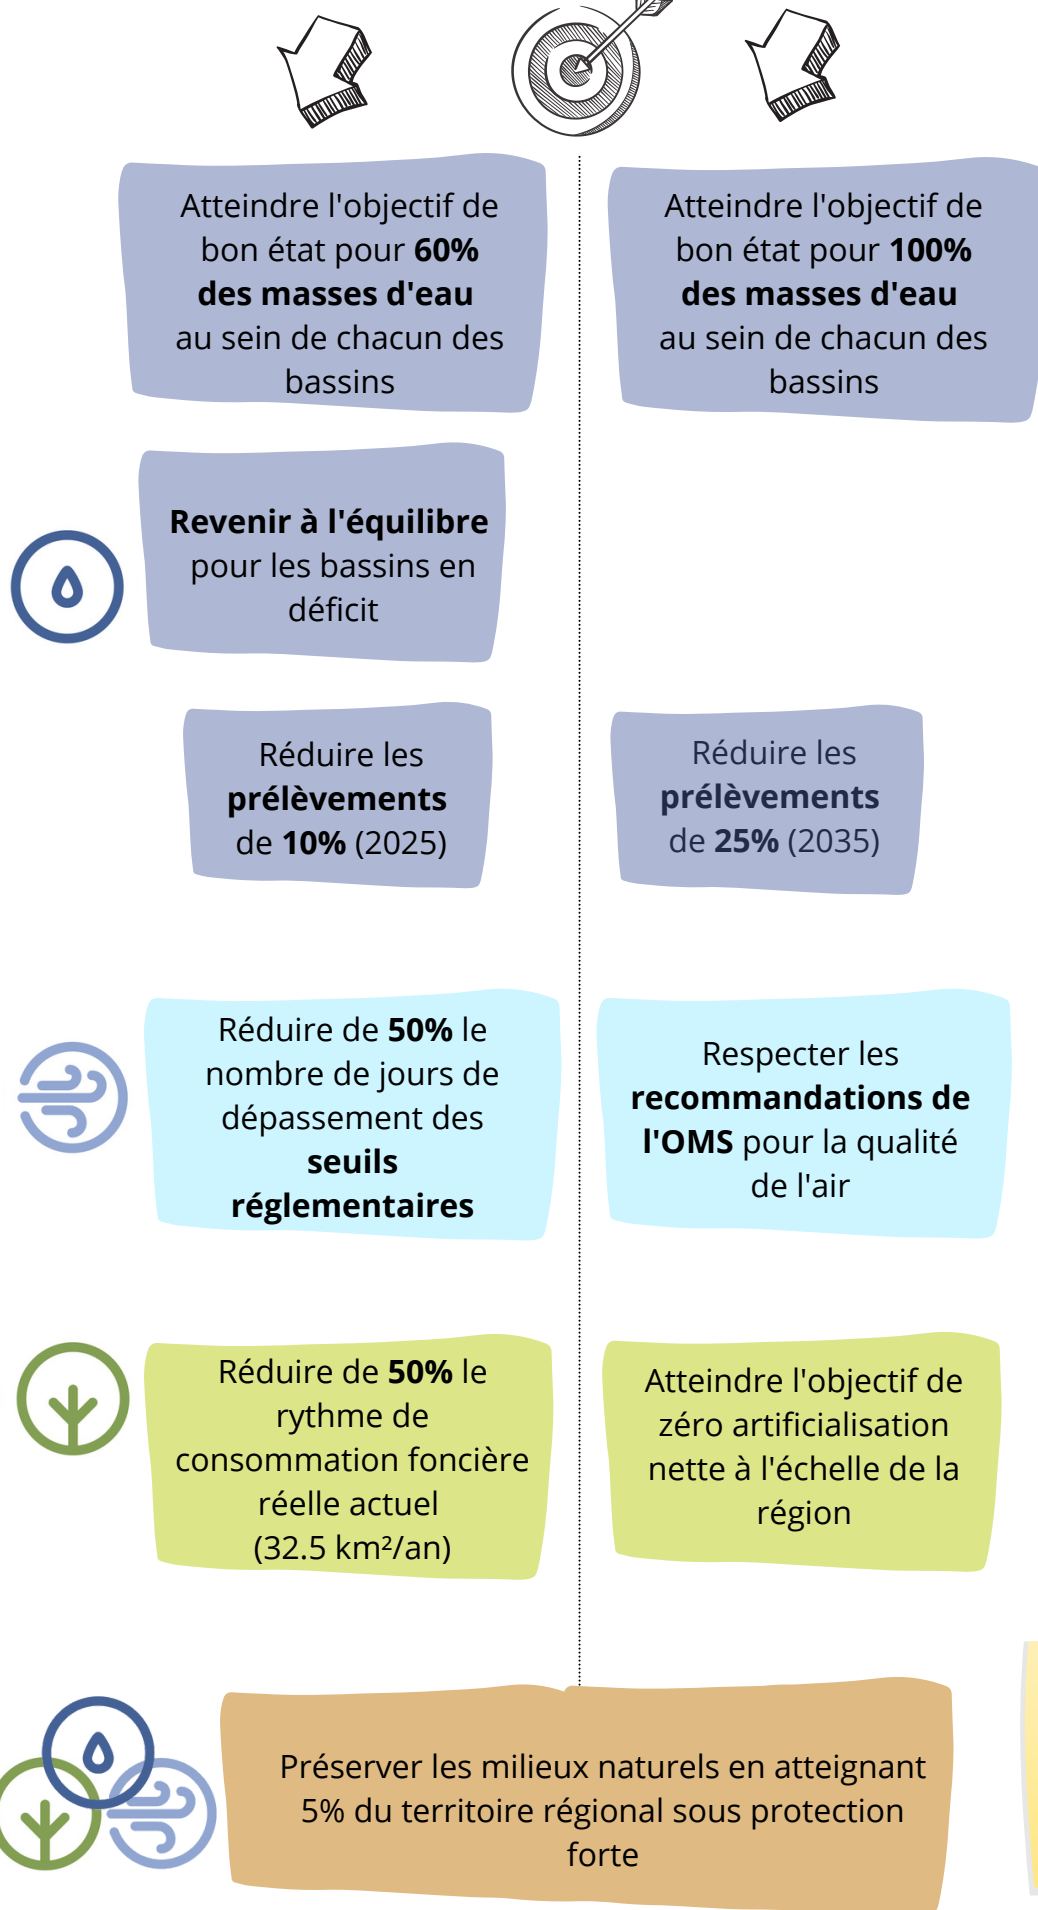 Atteindre l'objectif de
bon état pour 60%
des masses d'eau
au sein de chacun des
bassins
Atteindre l'objectif de
bon état pour 100%
des masses d'eau
au sein de chacun des
bassins
Revenir à l'équilibre
pour les bassins en
déficit
Réduire les
prélèvements
de 10% (2025)
Réduire les
prélèvements
de 25% (2035)
Réduire de 50% le
nombre de jours de
dépassement des
seuils
réglementaires
Respecter les
recommandations de
l'OMS pour la qualité
de l'air
Réduire de 50% le
rythme de
consommation foncière
réelle actuel
(32.5 km²/an)
Atteindre l'objectif de
zéro artificialisation
nette à l'échelle de la
région
Préserver les milieux naturels en atteignant
5% du territoire régional sous protection
forte